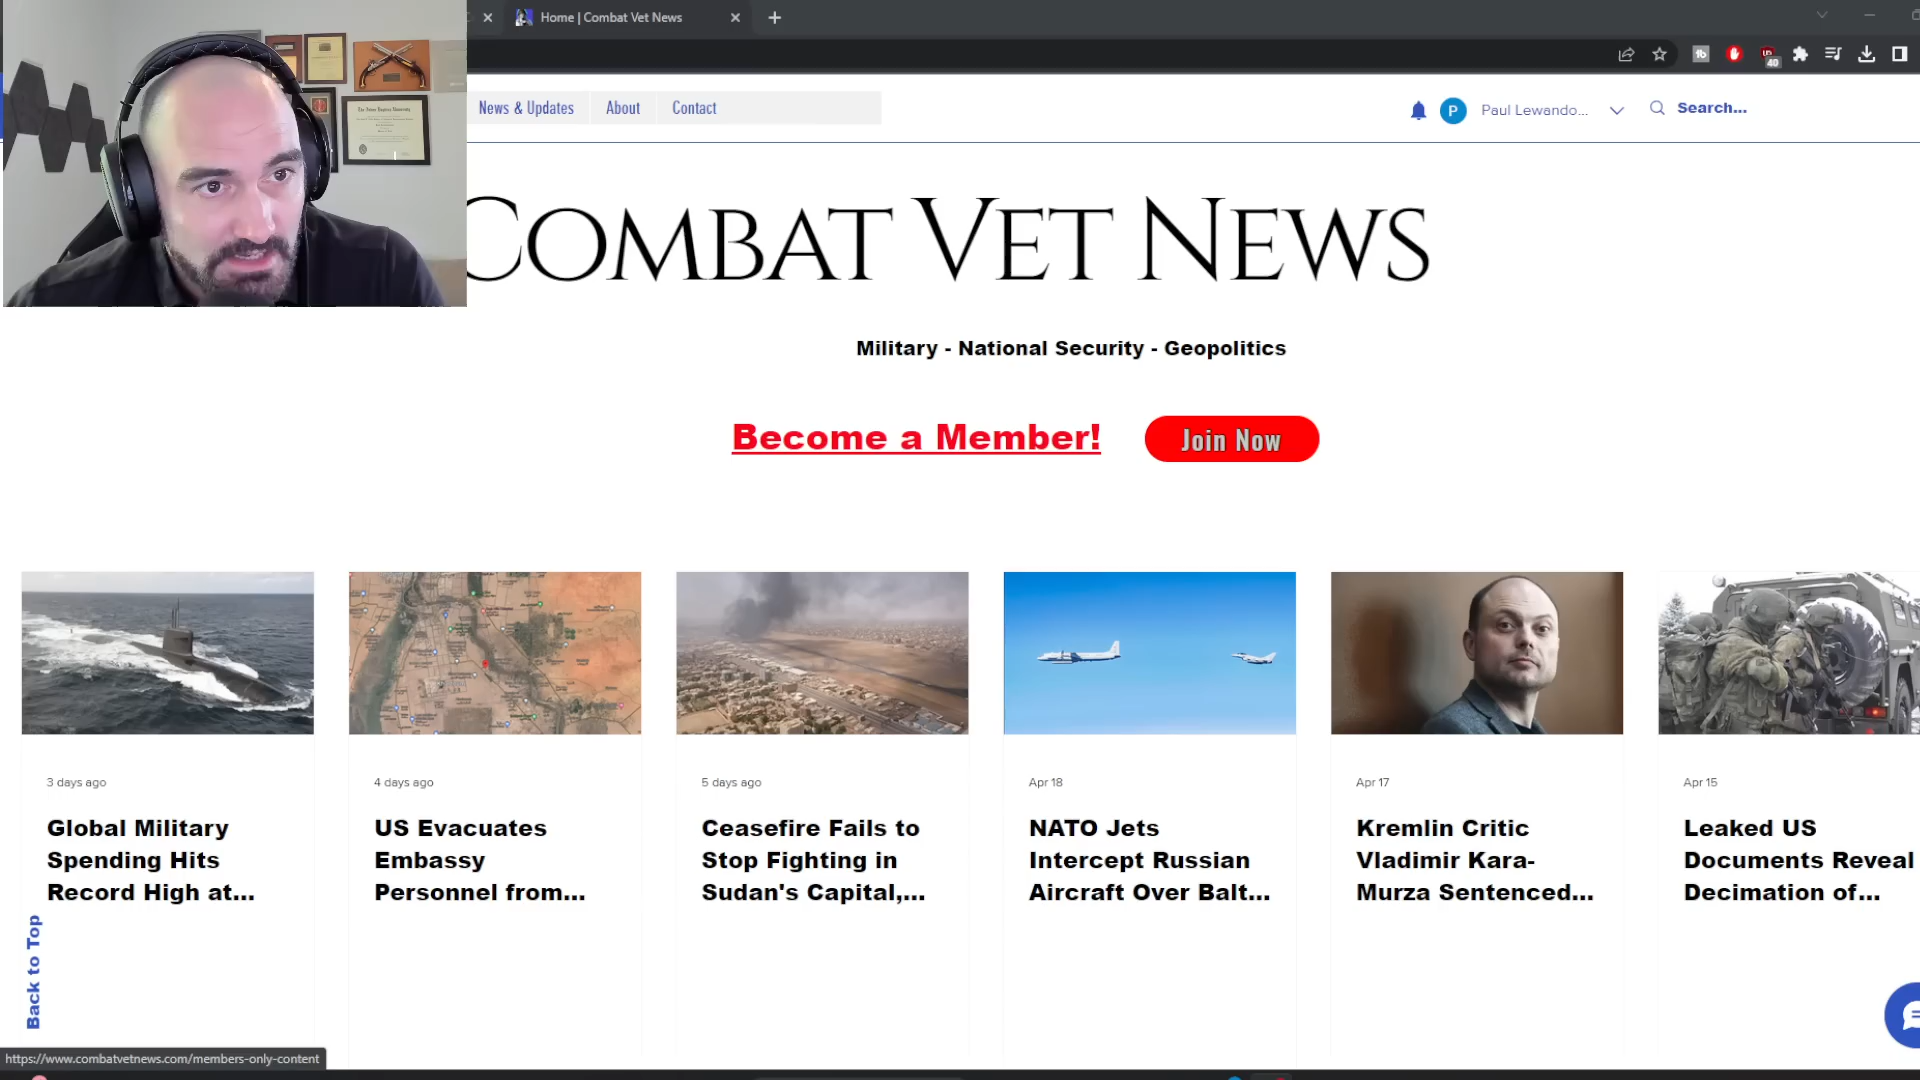 Home | Combat Vet News
40
News & Updates
About
Contact
P
Paul Lewando...
Search...
COMBAT VET NEWS
Military - National Security - Geopolitics
Become a Member!
Join Now
3 days ago
Global Military
Spending Hits
Record High at...
4 days ago
US Evacuates
Embassy
Personnel from...
5 days ago
Ceasefire Fails to
Stop Fighting in
Sudan's Capital,...
Apr 18
NATO Jets
Intercept Russian
Aircraft Over Balt...
Apr 17
Kremlin Critic
Vladimir Kara-
Murza Sentenced...
Apr 15
Leaked US
Documents Reveal
Decimation of...
Back to Top
https://www.combatvetnews.com/members-only-content